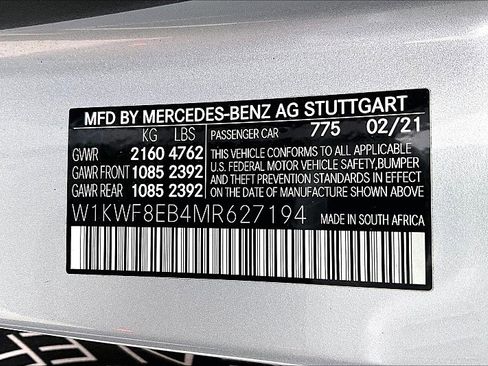 MFD BY MERCEDES-BENZ AG STUTTGART
KG LBS PASSENGER CAR 775 02/21
GVWR 2160 4762 THIS VEHICLE CONFORMS TO ALL APPLICABLE
GAWR FRONT 1085 2392 U.S. FEDERAL MOTOR VEHICLE SAFETY, BUMPER
AND THEFT PREVENTION STANDARDS IN EFFECT
GAWR REAR 1085 2392 ON THE DATE OF MANUFACTURE SHOWN ABOVE.
W1KWF8EB4MR627194 MADE IN SOUTH AFRICA